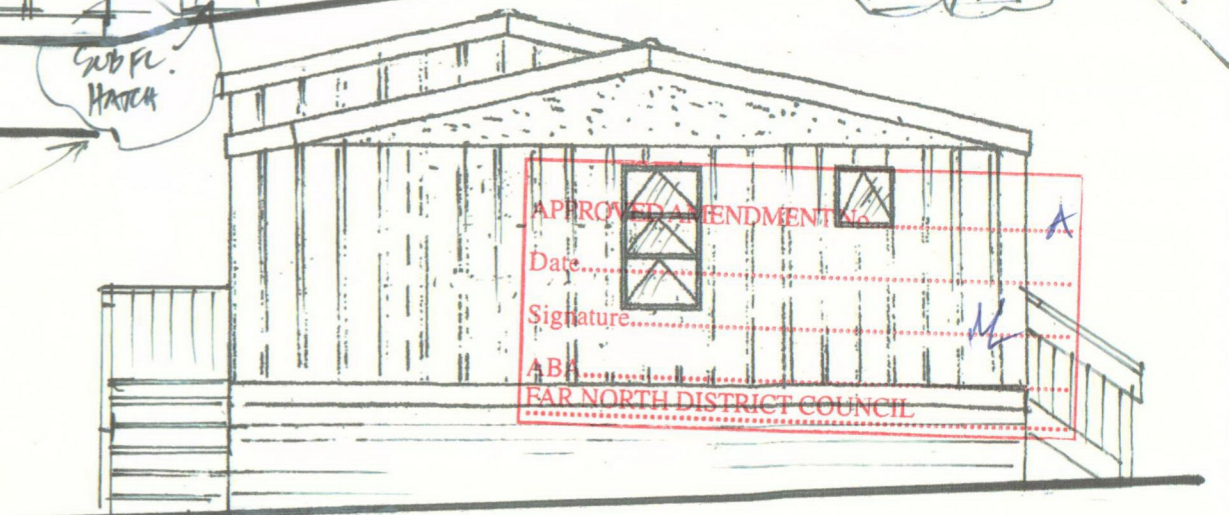 SUB FL.
HATCH
APPROVED AMENDMENT No............................ A
Date............................
Signature............................
ABA............................
FAR NORTH DISTRICT COUNCIL